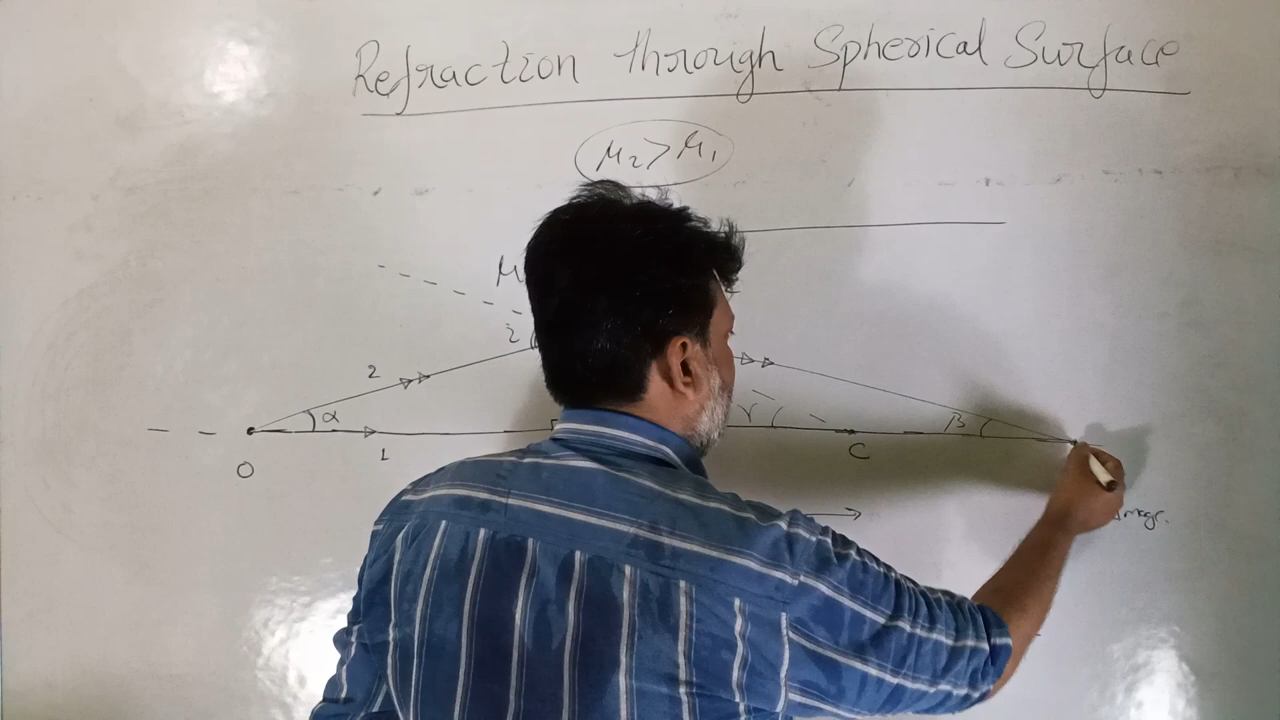 Refraction through Spherical Surface
μ₂ > μ₁
μ
i
2
α
r
β
1
C
O